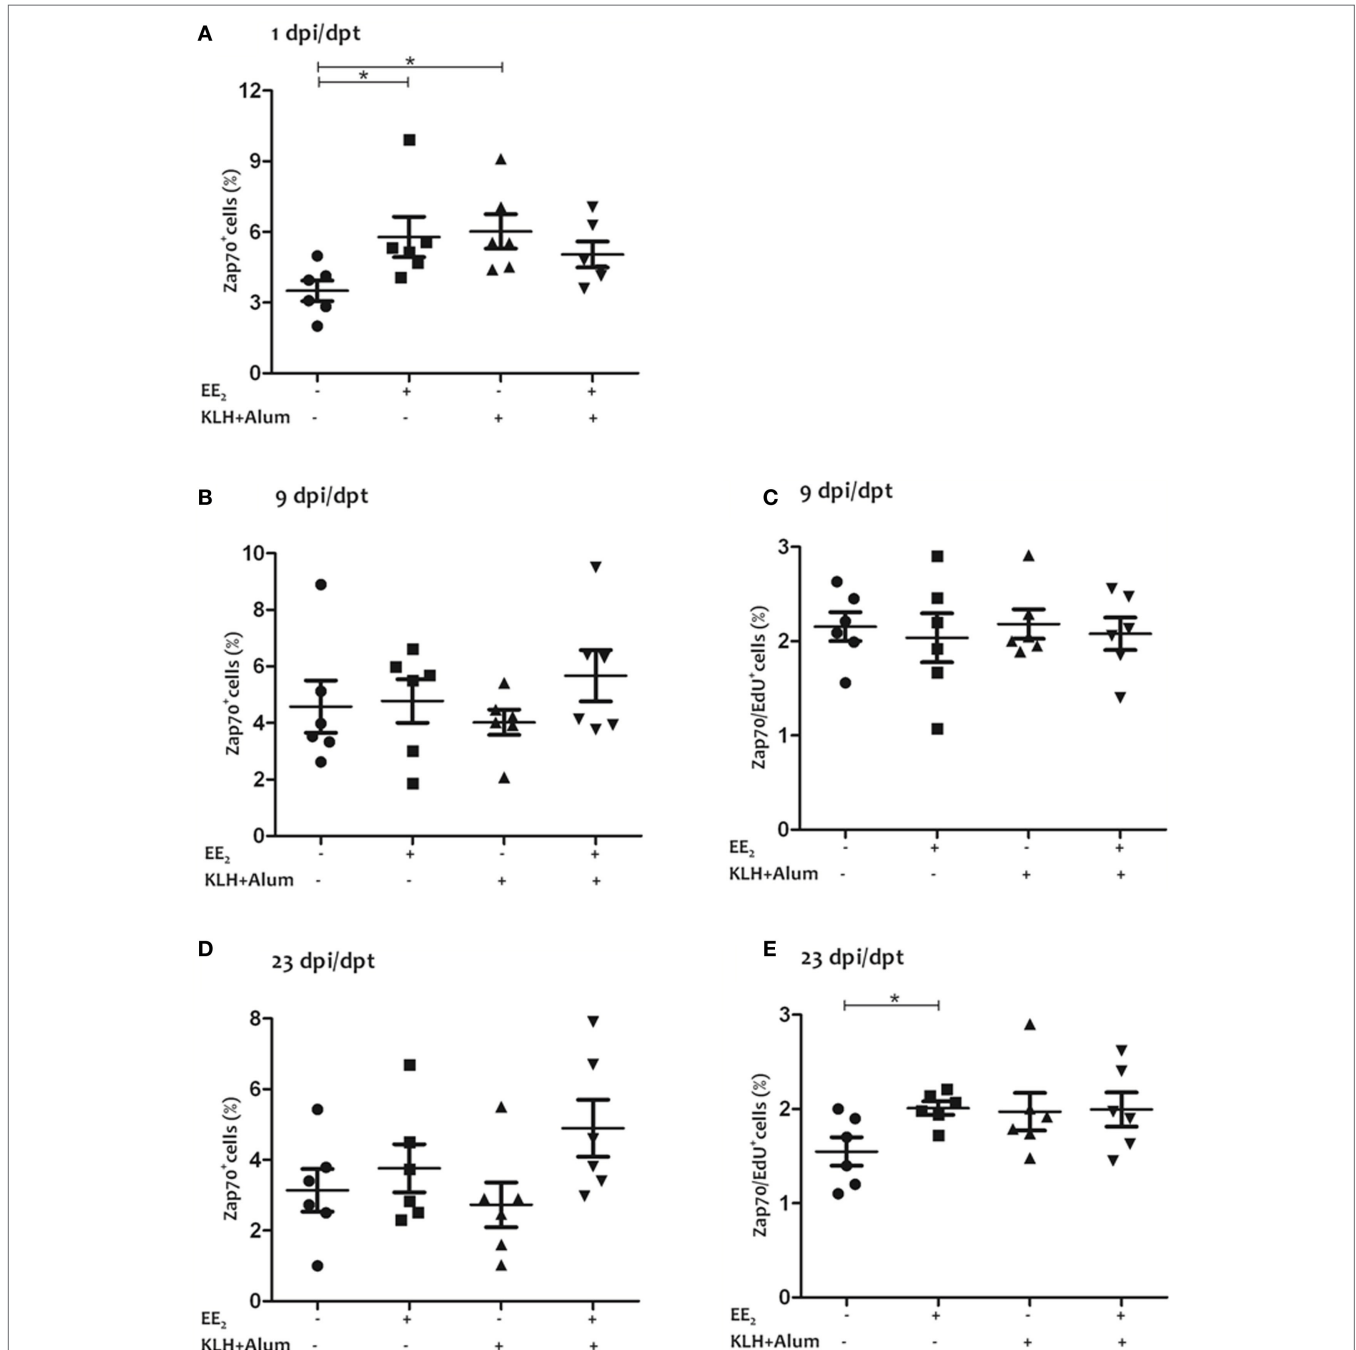 A 1 dpi/dpt
*
*
12
9
6
3
0
Zap70+cells (%)
EE2 - + - +
KLH+Alum - - + +
B 9 dpi/dpt
10
8
6
4
2
0
Zap70+cells (%)
EE2 - + - +
KLH+Alum - - + +
C 9 dpi/dpt
3
2
1
0
Zap70/EdU+cells (%)
EE2 - + - +
KLH+Alum - - + +
D 23 dpi/dpt
8
6
4
2
0
Zap70+cells (%)
EE2 - + - +
KLH+Alum - - + +
E 23 dpi/dpt
*
3
2
1
0
Zap70/EdU+cells (%)
EE2 - + - +
KLH+Alum - - + +